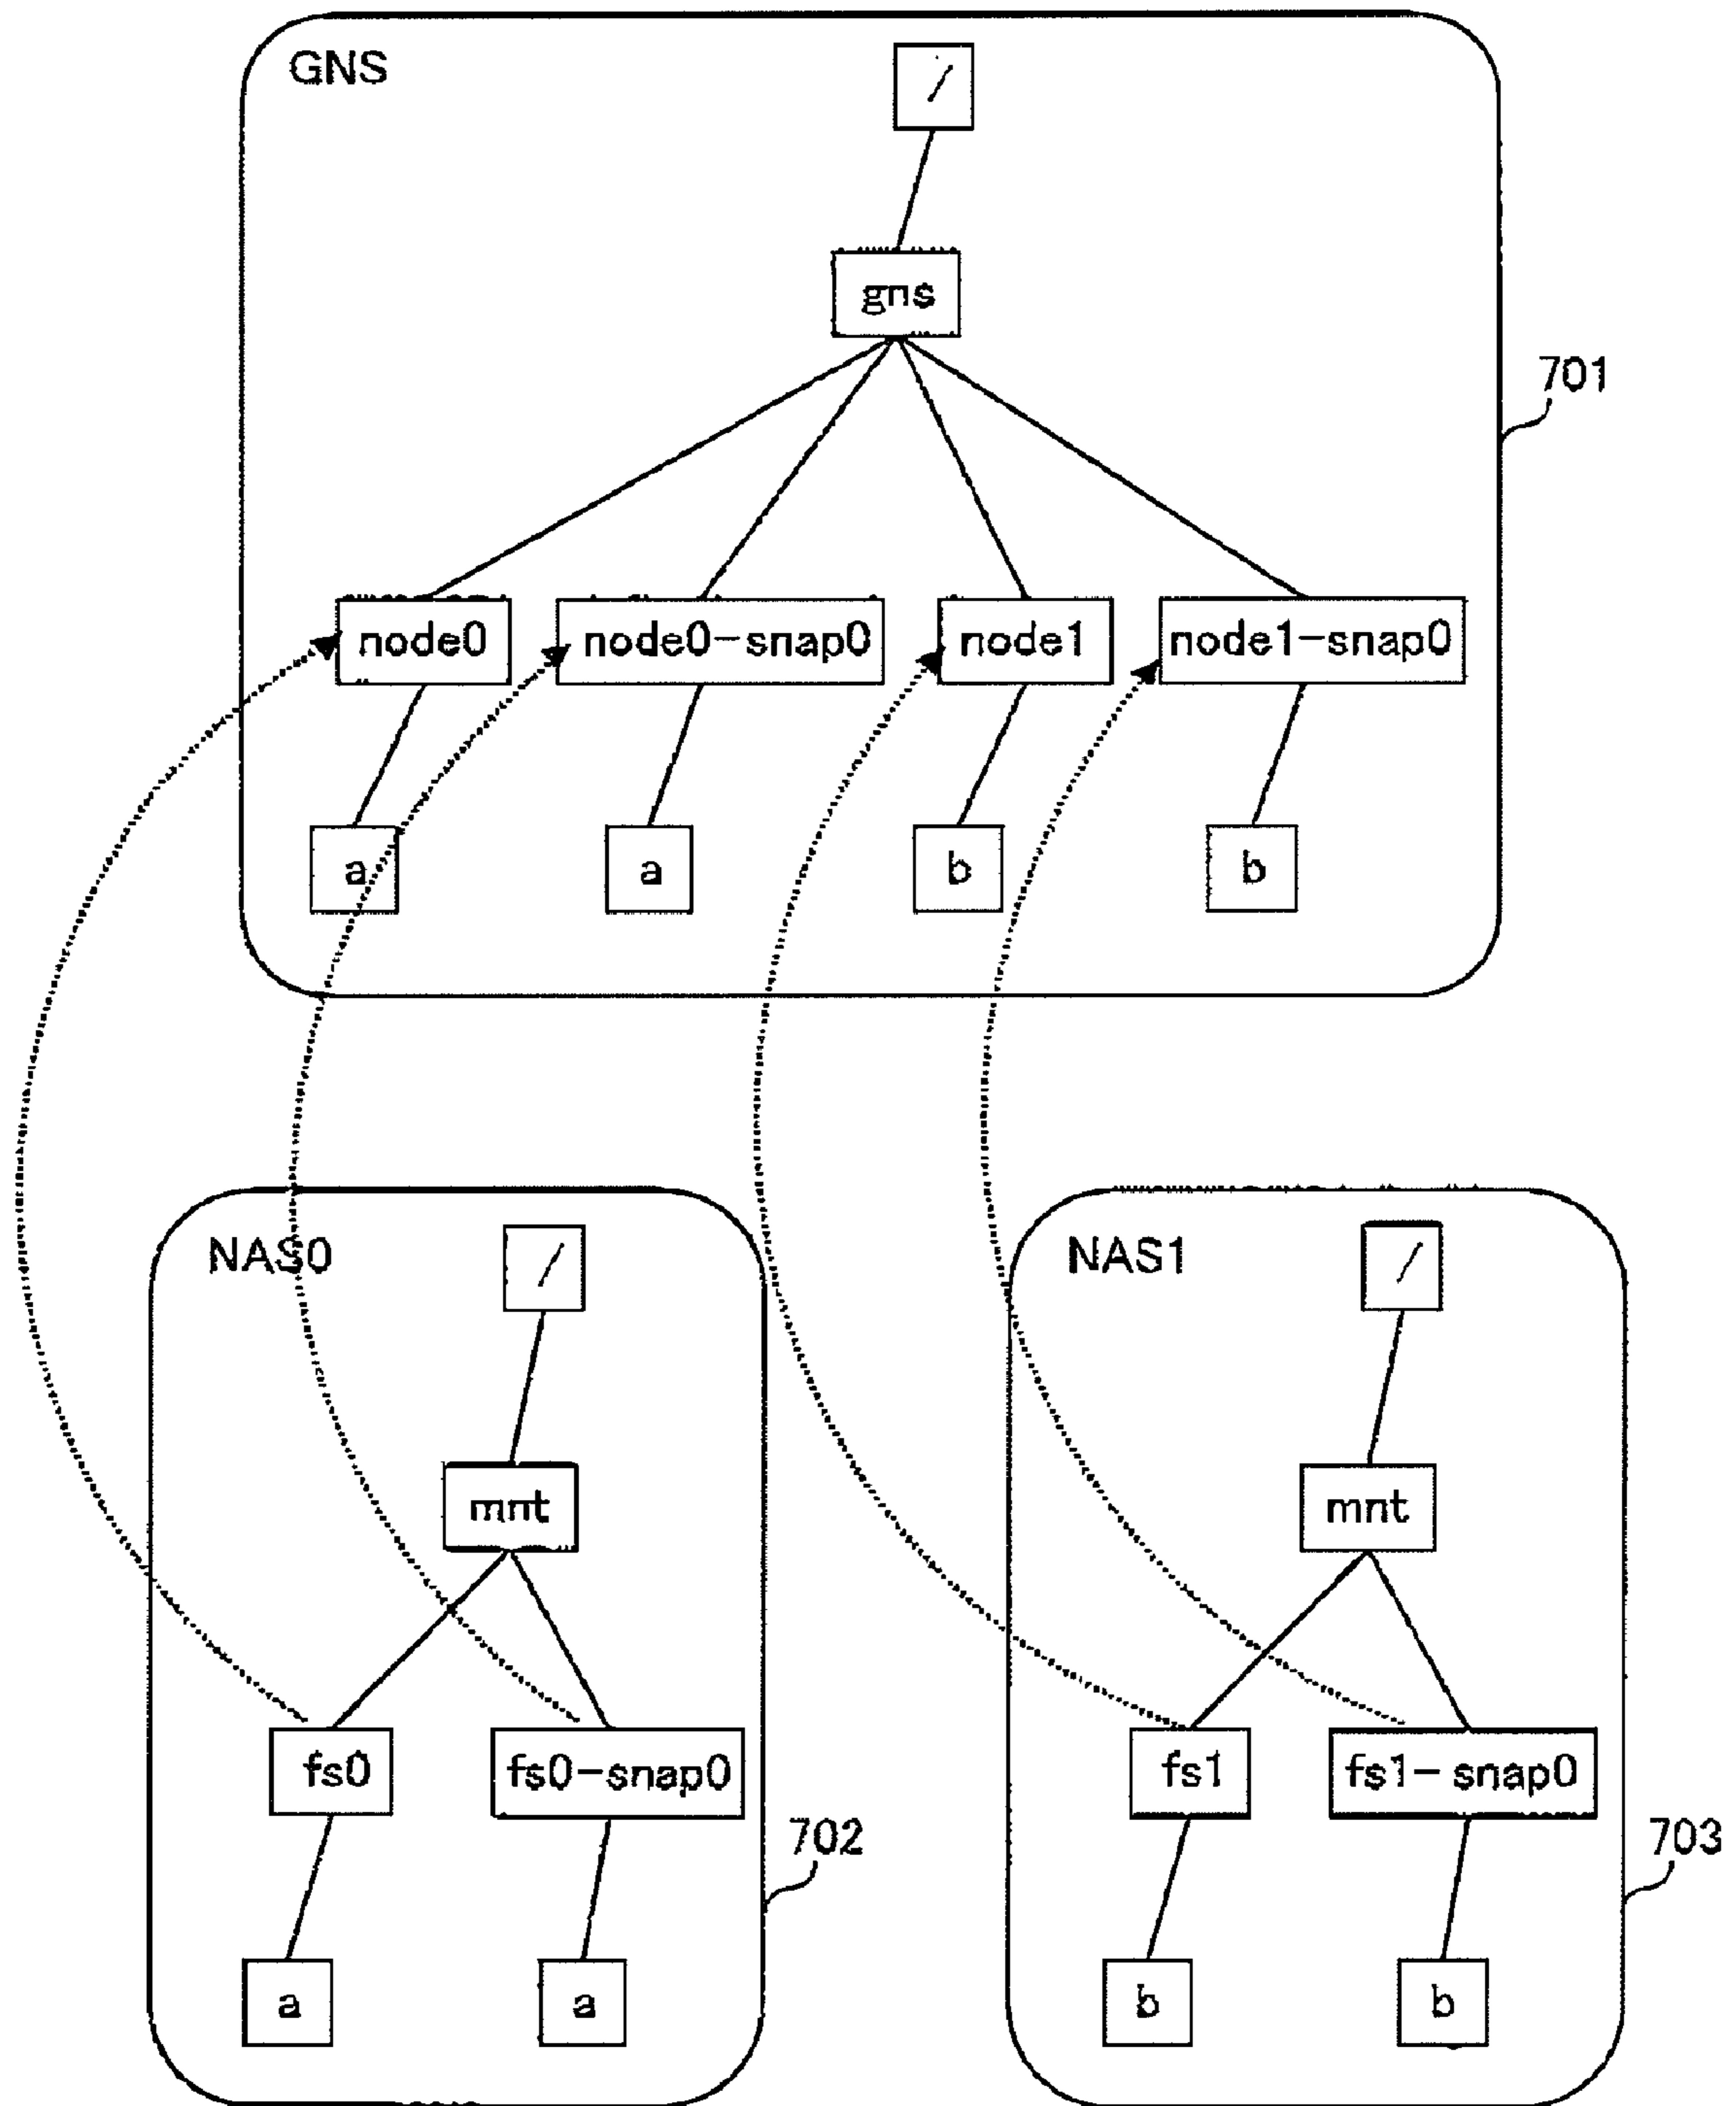 GNS
/
gns
701
node0
node0-snap0
node1
node1-snap0
a
a
b
b
NAS0
/
NAS1
/
mnt
mnt
fs0
fs0-snap0
fs1
fs1-snap0
702
703
a
a
b
b